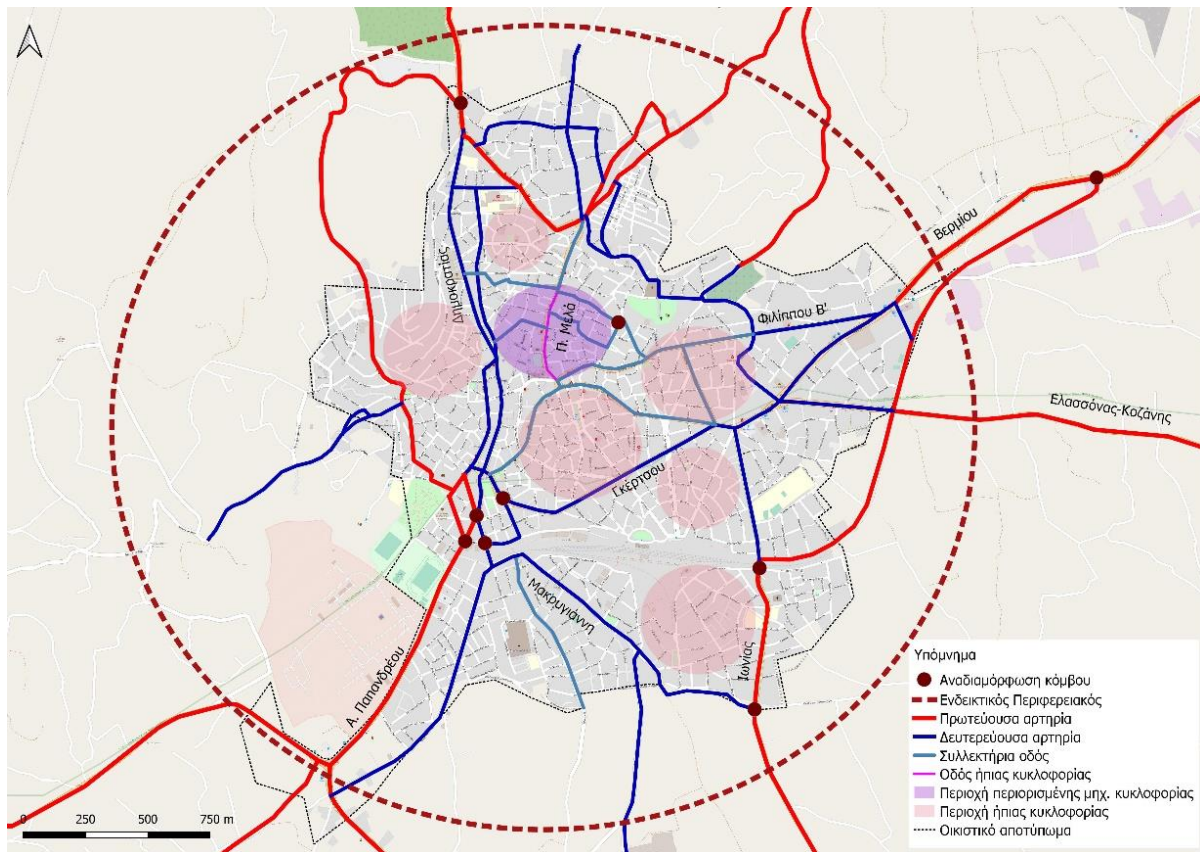 Βερμίου
Δημοκρατίας
Π. Μελά
Φιλίππου Β'
Ελασσόνας-Κοζάνης
Γκέρτσου
Μακρυγιάννη
Ιωνίας
Α. Παπανδρέου
Υπόμνημα
Αναδιαμόρφωση κόμβου
Ενδεικτικός Περιφερειακός
Πρωτεύουσα αρτηρία
Δευτερεύουσα αρτηρία
Συλλεκτήρια οδός
Οδός ήπιας κυκλοφορίας
Περιοχή περιορισμένης μηχ. κυκλοφορίας
Περιοχή ήπιας κυκλοφορίας
Οικιστικό αποτύπωμα
0 250 500 750 m